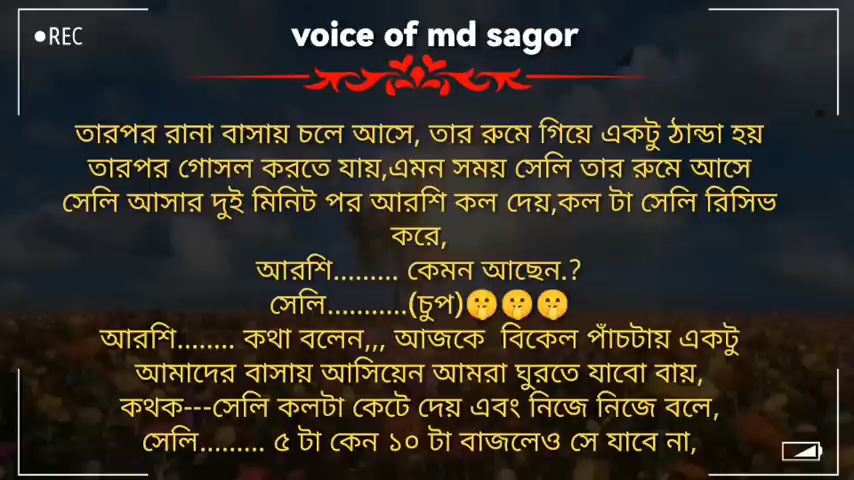 ●REC
voice of md sagor
তারপর রানা বাসায় চলে আসে, তার রুমে গিয়ে একটু ঠান্ডা হয়
তারপর গোসল করতে যায়,এমন সময় সেলি তার রুমে আসে
সেলি আসার দুই মিনিট পর আরশি কল দেয়,কল টা সেলি রিসিভ
করে,
আরশি......... কেমন আছেন.?
সেলি...........(চুপ)🤫🤫🤫
আরশি........ কথা বলেন,,, আজকে  বিকেল পাঁচটায় একটু
আমাদের বাসায় আসিয়েন আমরা ঘুরতে যাবো বায়,
কথক---সেলি কলটা কেটে দেয় এবং নিজে নিজে বলে,
সেলি......... ৫ টা কেন ১০ টা বাজলেও সে যাবে না,